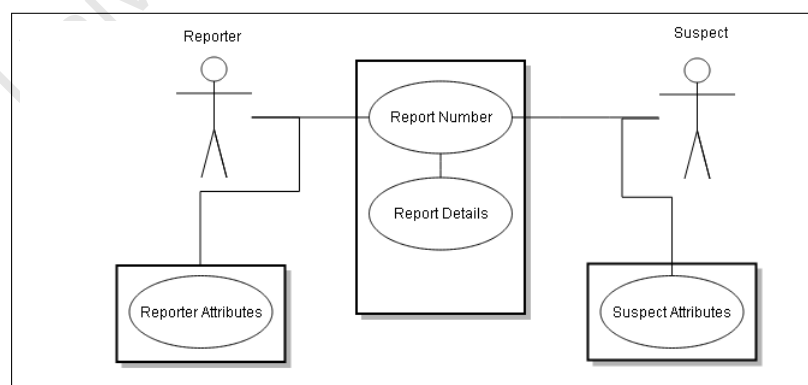 Reporter
Suspect
Report Number
Report Details
Reporter Attributes
Suspect Attributes